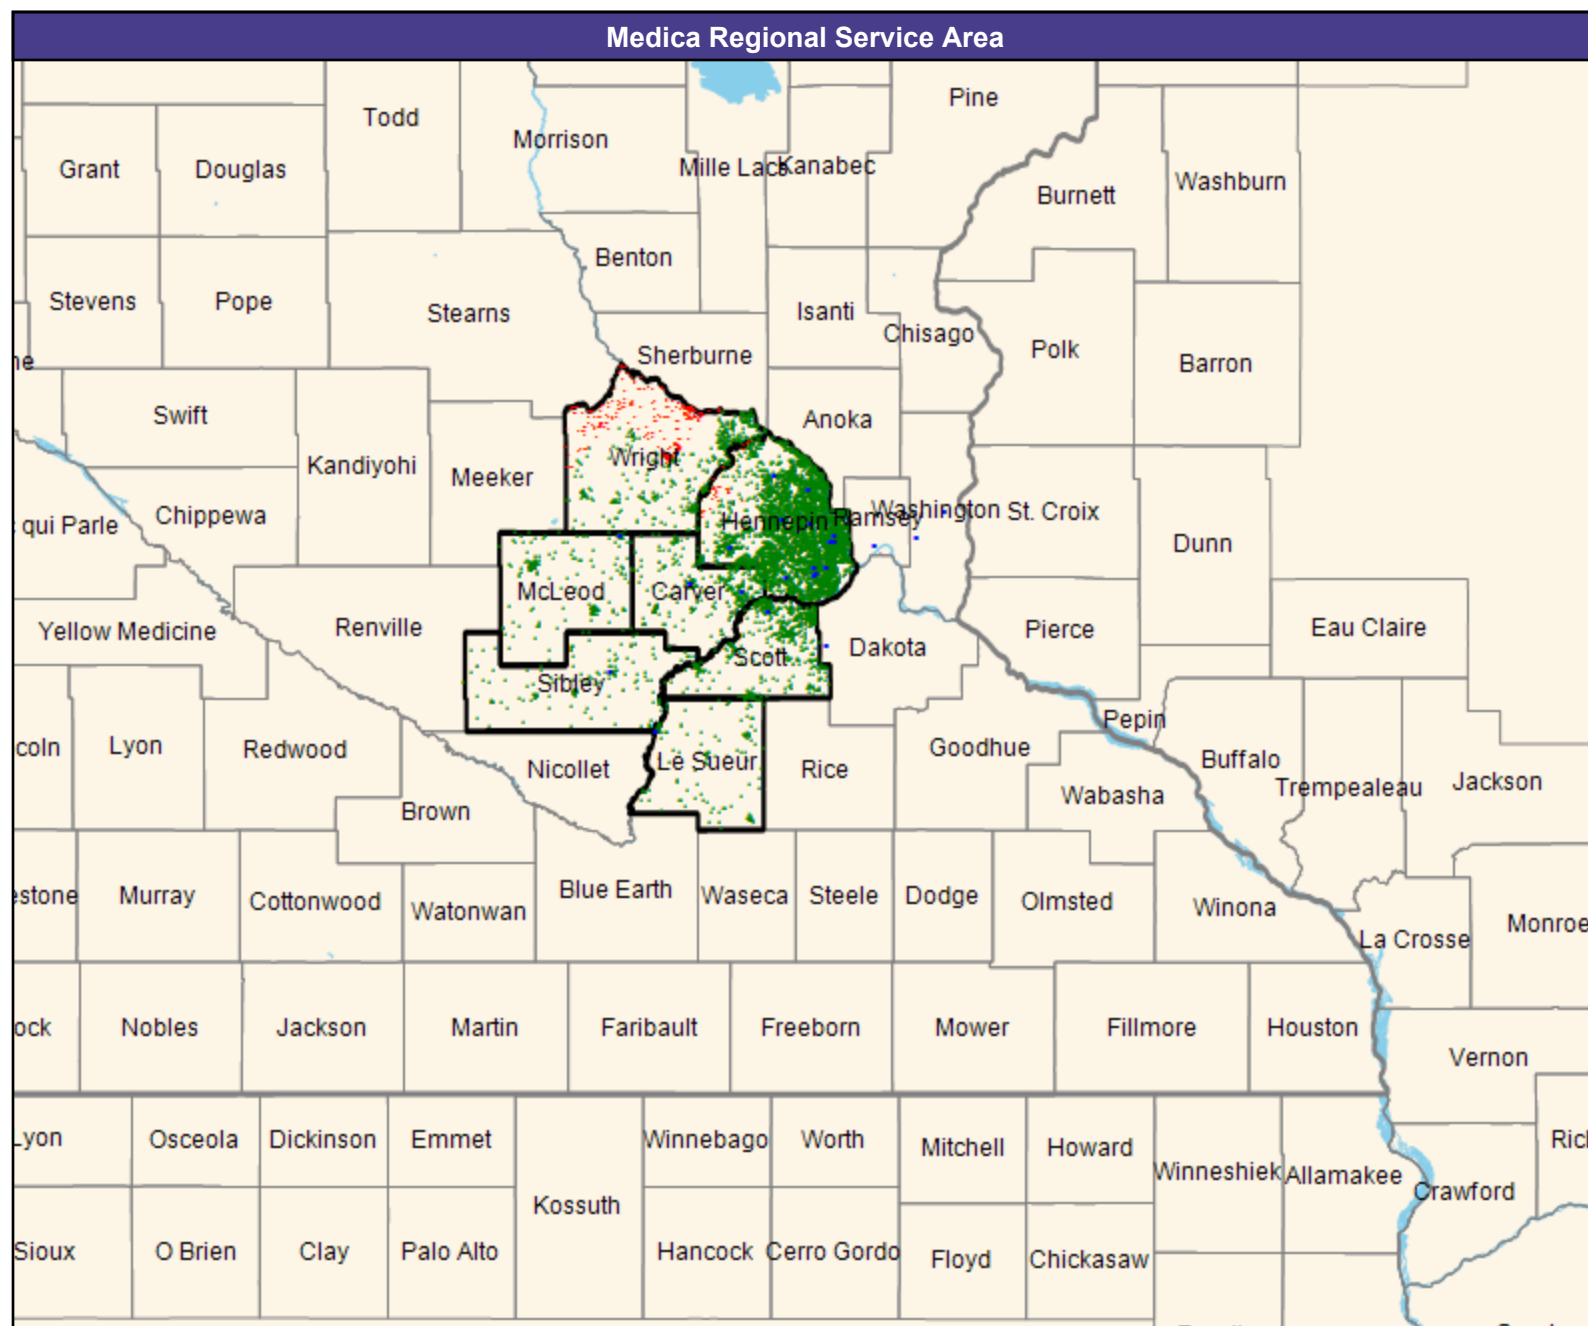 Medica Regional Service Area
Pine
Todd
Morrison
Grant
Douglas
Mille Lacs
Kanabec
Burnett
Washburn
Benton
Stevens
Pope
Stearns
Isanti
Chisago
Sherburne
Polk
Barron
ne
Swift
Anoka
Kandiyohi
Meeker
Wright
Chippewa
qui Parle
Hennepin
Ramsey
Washington
St. Croix
Dunn
McLeod
Carver
Yellow Medicine
Renville
Pierce
Eau Claire
Scott
Dakota
Sibley
Pepin
coln
Lyon
Redwood
Nicollet
Le Sueur
Rice
Goodhue
Buffalo
Trempealeau
Jackson
Wabasha
Brown
estone
Murray
Cottonwood
Watonwan
Blue Earth
Waseca
Steele
Dodge
Olmsted
Winona
La Crosse
Monroe
ock
Nobles
Jackson
Martin
Faribault
Freeborn
Mower
Fillmore
Houston
Vernon
Lyon
Osceola
Dickinson
Emmet
Winnebago
Worth
Mitchell
Howard
Winneshiek
Allamakee
Crawford
Rich
Kossuth
Sioux
O Brien
Clay
Palo Alto
Hancock
Cerro Gordo
Floyd
Chickasaw